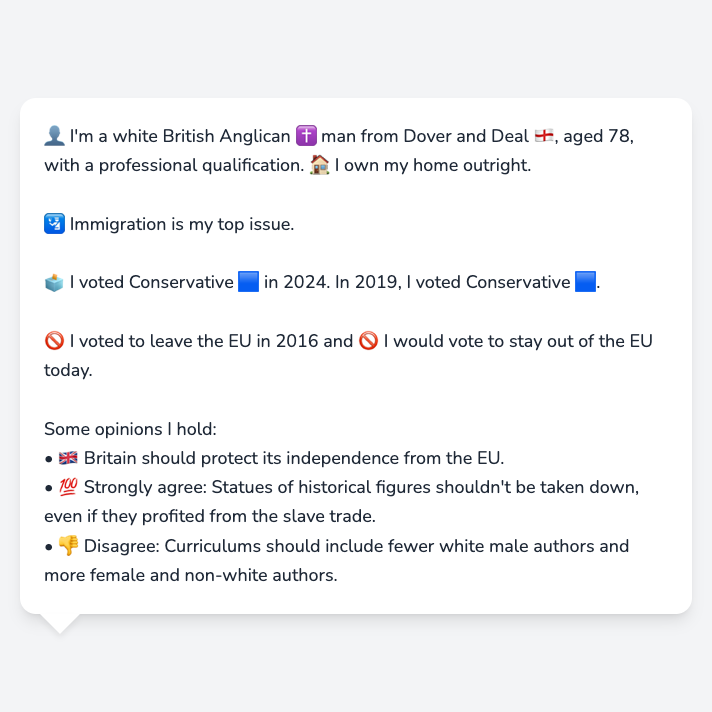 👤 I'm a white British Anglican ✝️ man from Dover and Deal 🏴󠁧󠁢󠁥󠁮󠁧󠁿, aged 78,
with a professional qualification. 🏠 I own my home outright.
🛂 Immigration is my top issue.
🗳️ I voted Conservative 🟦 in 2024. In 2019, I voted Conservative 🟦.
🚫 I voted to leave the EU in 2016 and 🚫 I would vote to stay out of the EU
today.
Some opinions I hold:
• 🇬🇧 Britain should protect its independence from the EU.
• 💯 Strongly agree: Statues of historical figures shouldn't be taken down,
even if they profited from the slave trade.
• 👎 Disagree: Curriculums should include fewer white male authors and
more female and non-white authors.